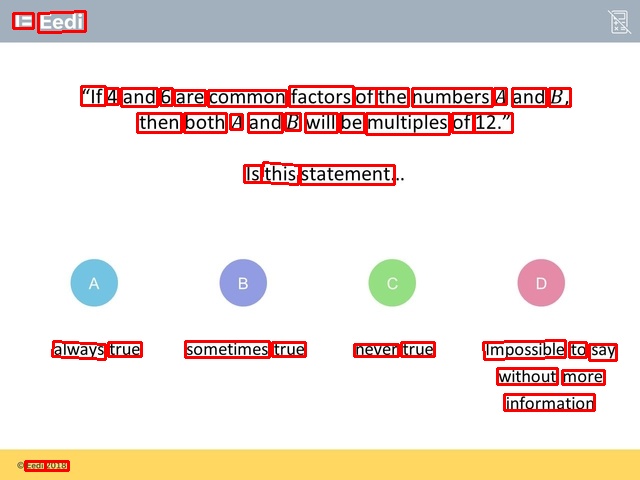 Eedi
“If 4 and 6 are common factors of the numbers A and B,
then both A and B will be multiples of 12.”
Is this statement...
A
B
C
D
always true
sometimes true
never true
Impossible to say
without more
information
© Eedi 2018